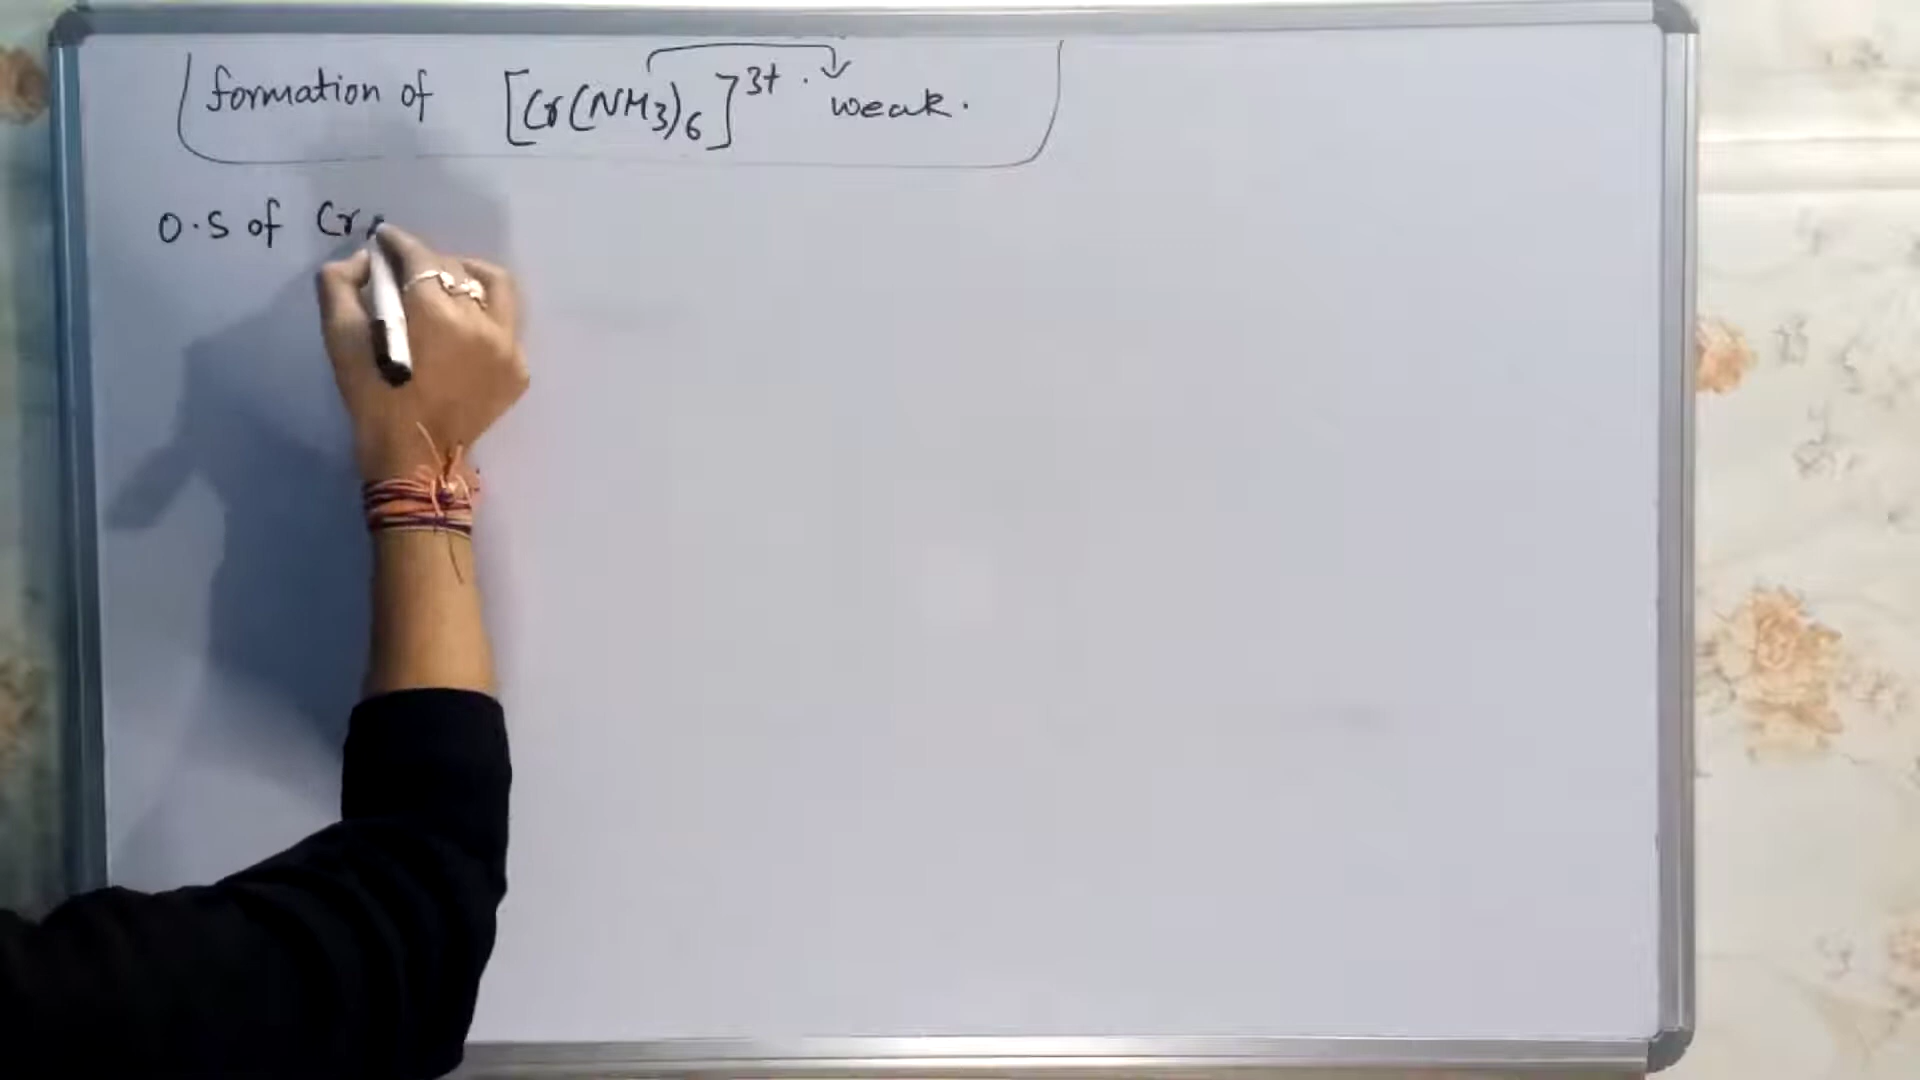 formation of [Cr(NH3)6]3+. weak.
O.S of Cr